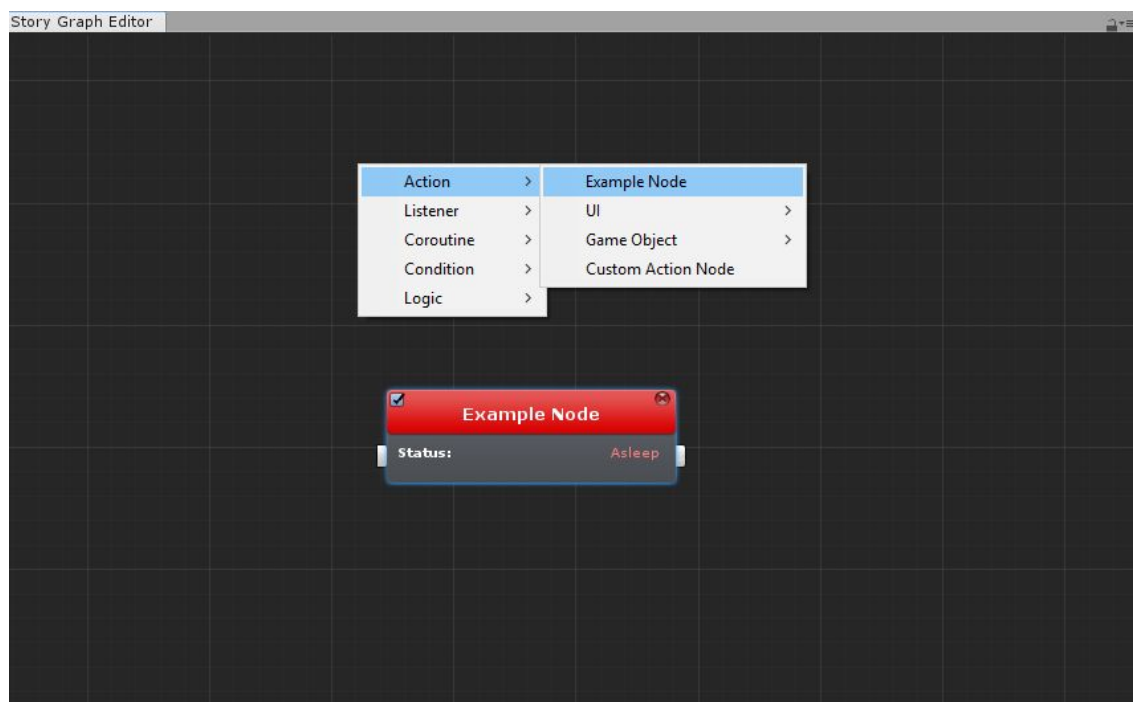 Story Graph Editor
Action
Example Node
Listener
UI
Coroutine
Game Object
Condition
Custom Action Node
Logic
Example Node
Status: Asleep